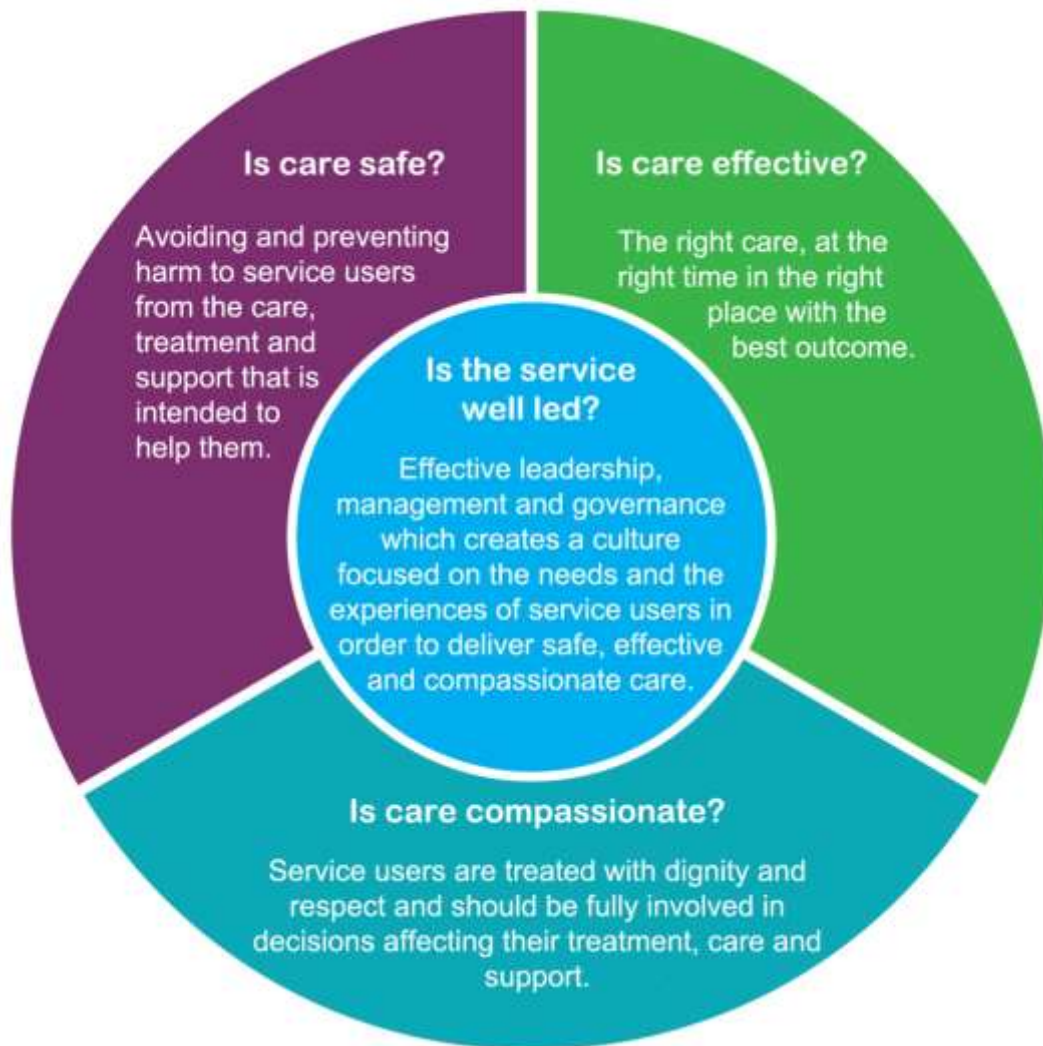 Is care safe?
Avoiding and preventing
harm to service users
from the care,
treatment and
support that is
intended to
help them.
Is care effective?
The right care, at the
right time in the right
place with the
best outcome.
Is the service
well led?
Effective leadership,
management and governance
which creates a culture
focused on the needs and the
experiences of service users in
order to deliver safe, effective
and compassionate care.
Is care compassionate?
Service users are treated with dignity and
respect and should be fully involved in
decisions affecting their treatment, care and
support.